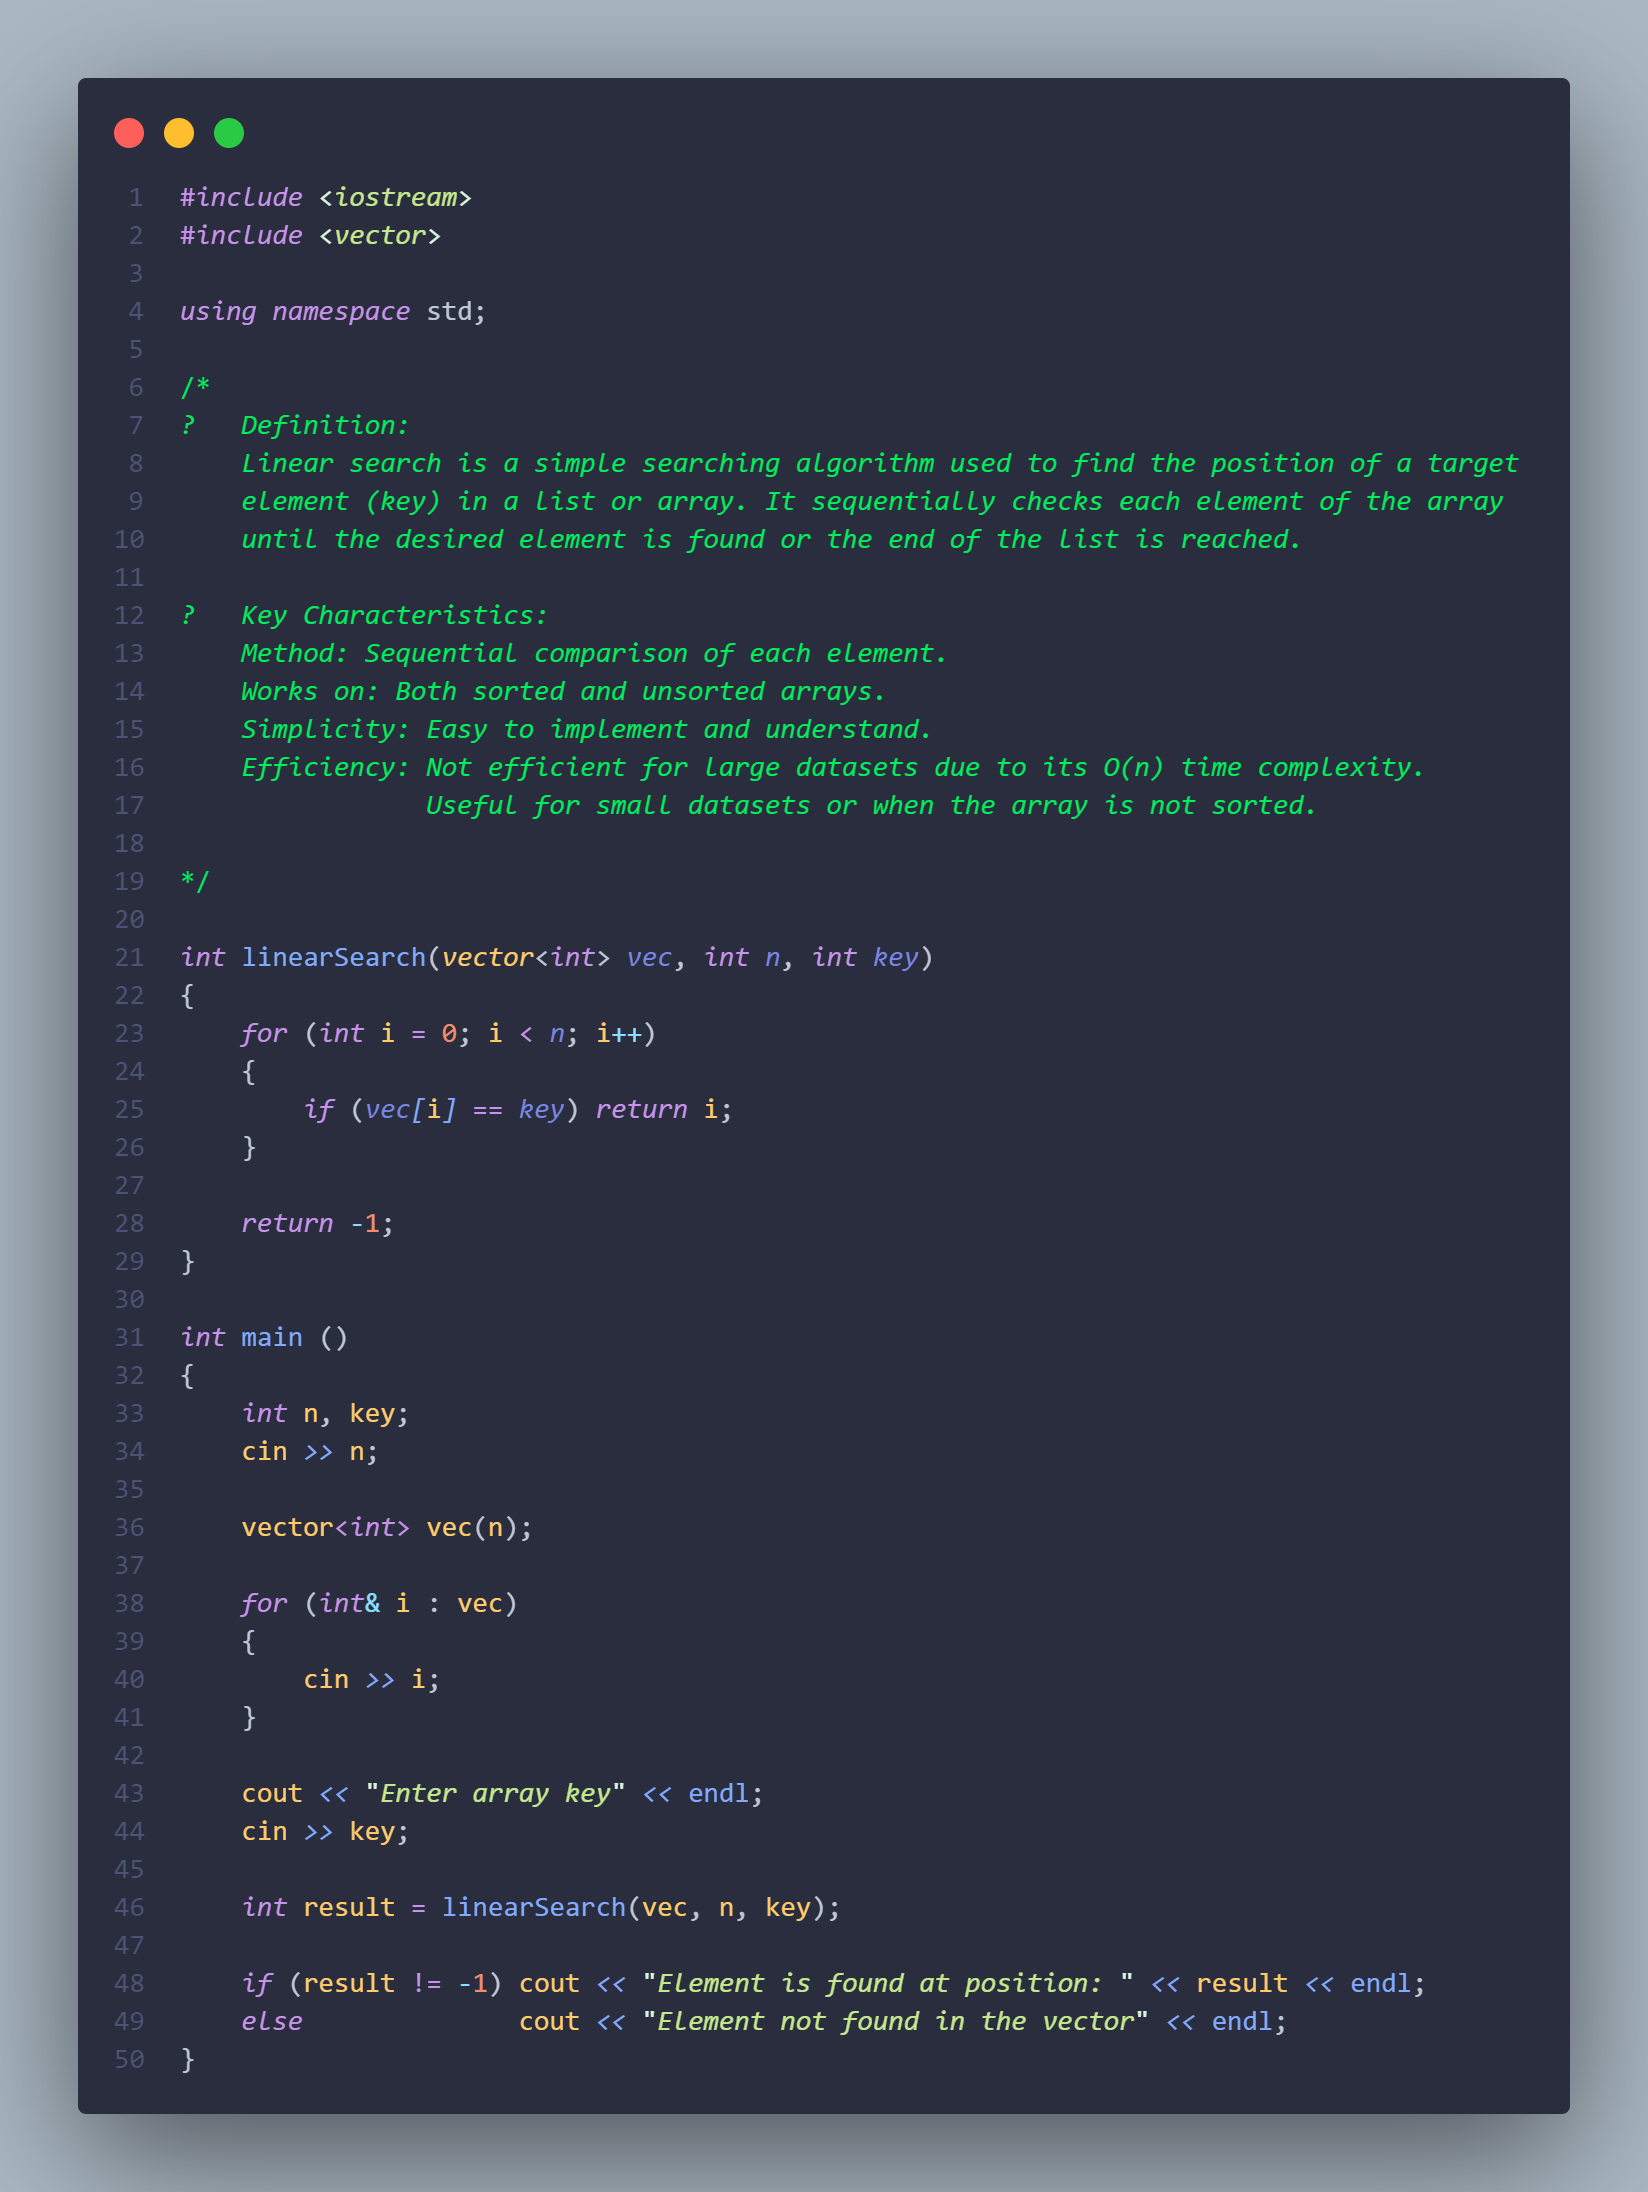 1 #include <iostream>
2 #include <vector>
3
4 using namespace std;
5
6 /*
7 ?   Definition:
8     Linear search is a simple searching algorithm used to find the position of a target
9     element (key) in a list or array. It sequentially checks each element of the array
10     until the desired element is found or the end of the list is reached.
11
12 ?   Key Characteristics:
13     Method: Sequential comparison of each element.
14     Works on: Both sorted and unsorted arrays.
15     Simplicity: Easy to implement and understand.
16     Efficiency: Not efficient for large datasets due to its O(n) time complexity.
17                 Useful for small datasets or when the array is not sorted.
18
19 */
20
21 int linearSearch(vector<int> vec, int n, int key)
22 {
23     for (int i = 0; i < n; i++)
24     {
25         if (vec[i] == key) return i;
26     }
27
28     return -1;
29 }
30
31 int main ()
32 {
33     int n, key;
34     cin >> n;
35
36     vector<int> vec(n);
37
38     for (int& i : vec)
39     {
40         cin >> i;
41     }
42
43     cout << "Enter array key" << endl;
44     cin >> key;
45
46     int result = linearSearch(vec, n, key);
47
48     if (result != -1) cout << "Element is found at position: " << result << endl;
49     else              cout << "Element not found in the vector" << endl;
50 }